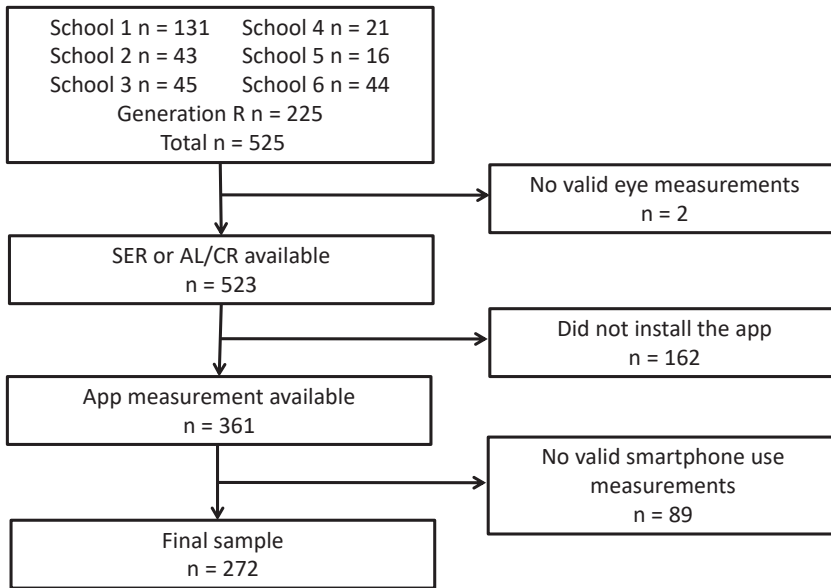 School 1 n = 131 School 4 n = 21
School 2 n = 43 School 5 n = 16
School 3 n = 45 School 6 n = 44
Generation R n = 225
Total n = 525
No valid eye measurements
n = 2
SER or AL/CR available
n = 523
Did not install the app
n = 162
App measurement available
n = 361
No valid smartphone use
measurements
n = 89
Final sample
n = 272